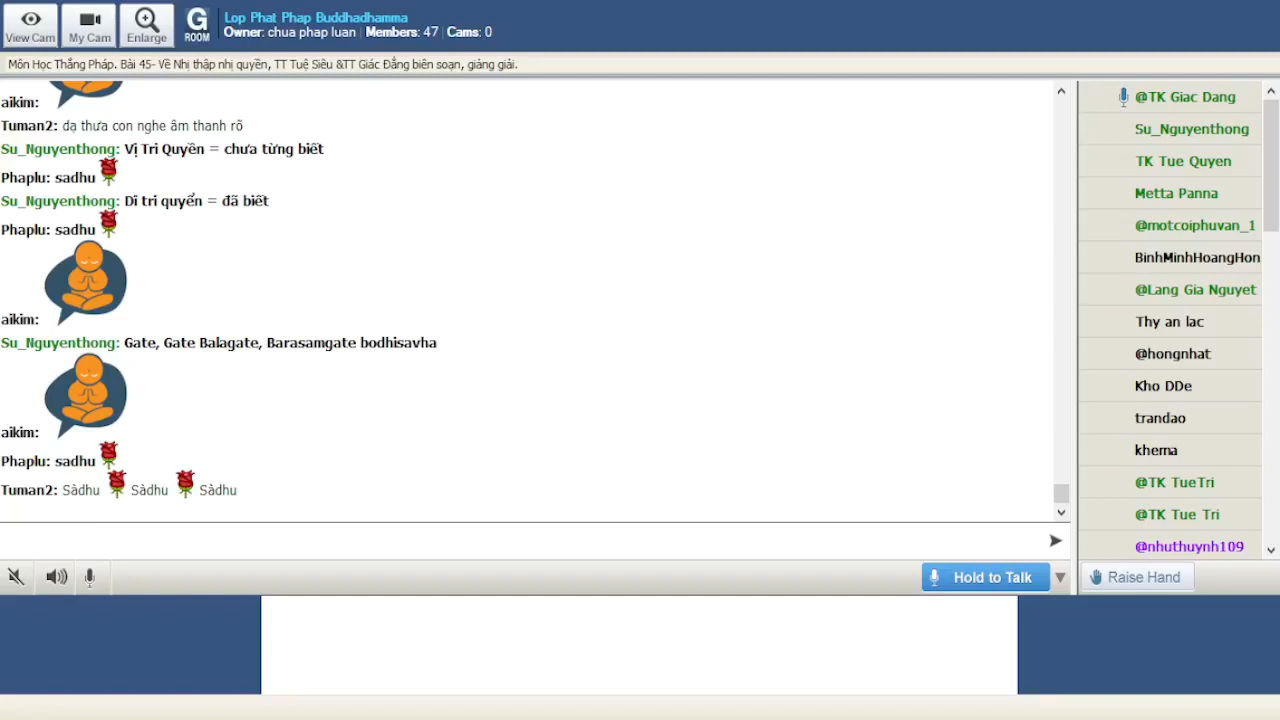 View Cam
My Cam
Enlarge
G
ROOM
Lop Phat Phap Buddhadhamma
Owner: chua phap luan | Members: 47 | Cams: 0
Môn Học Thắng Pháp. Bài 45- Về Nhị thập nhị quyền, TT Tuệ Siêu &TT Giác Đẳng biên soạn, giảng giải.
aikim:
Tuman2: dạ thưa con nghe âm thanh rõ
Su_Nguyenthong: Vị Tri Quyền = chưa từng biết
Phaplu: sadhu
Su_Nguyenthong: Dĩ tri quyển = đã biết
Phaplu: sadhu
aikim:
Su_Nguyenthong: Gate, Gate Balagate, Barasamgate bodhisavha
aikim:
Phaplu: sadhu
Tuman2: Sàdhu Sàdhu Sàdhu
Hold to Talk
@TK Giac Dang
Su_Nguyenthong
TK Tue Quyen
Metta Panna
@motcoiphuvan_1
BinhMinhHoangHon
@Lang Gia Nguyet
Thy an lac
@hongnhat
Kho DDe
trandao
khema
@TK TueTri
@TK Tue Tri
@nhuthuynh109
Raise Hand